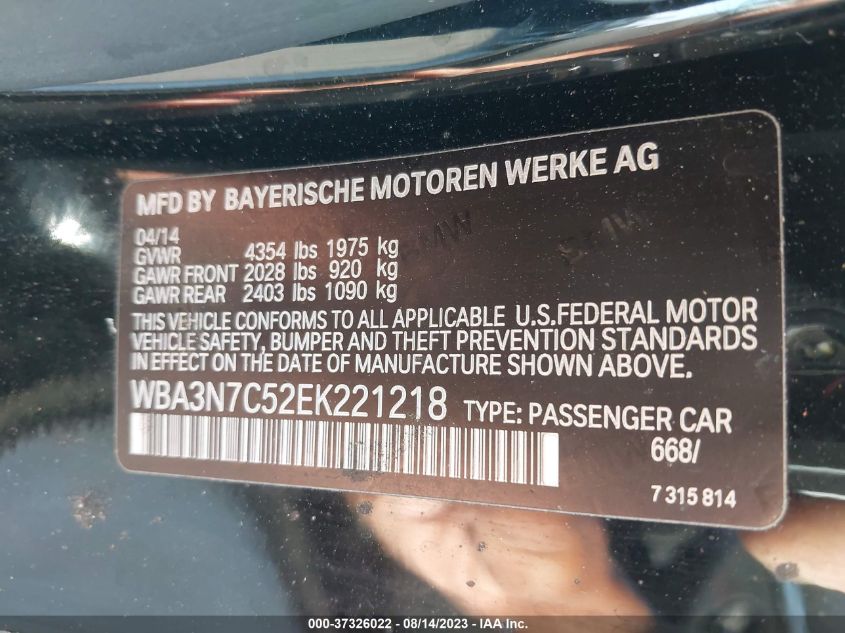 MFD BY BAYERISCHE MOTOREN WERKE AG
04/14
GVWR 4354 lbs 1975 kg
GAWR FRONT 2028 lbs 920 kg
GAWR REAR 2403 lbs 1090 kg
THIS VEHICLE CONFORMS TO ALL APPLICABLE U.S.FEDERAL MOTOR
VEHICLE SAFETY, BUMPER AND THEFT PREVENTION STANDARDS
IN EFFECT ON THE DATE OF MANUFACTURE SHOWN ABOVE.
WBA3N7C52EK221218 TYPE: PASSENGER CAR
668/
7 315 814
000-37326022 - 08/14/2023 - IAA Inc.